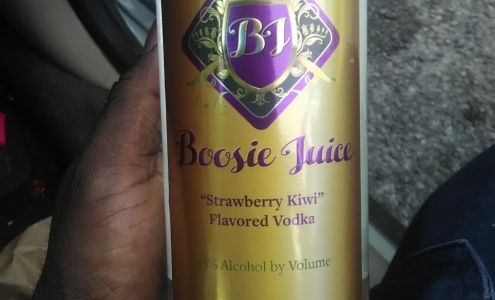 BJ
Boosie Juice
"Strawberry Kiwi"
Flavored Vodka
Alcohol by Volume